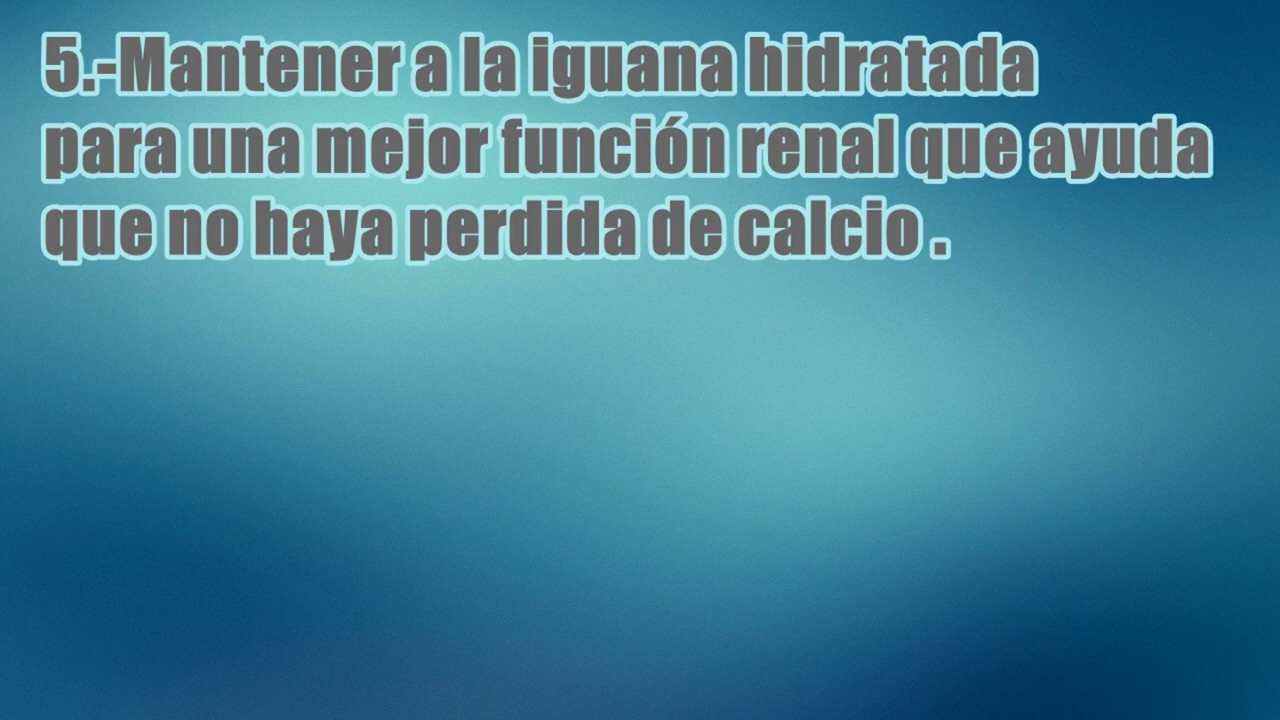 5.-Mantener a la iguana hidratada
para una mejor función renal que ayuda
que no haya perdida de calcio .